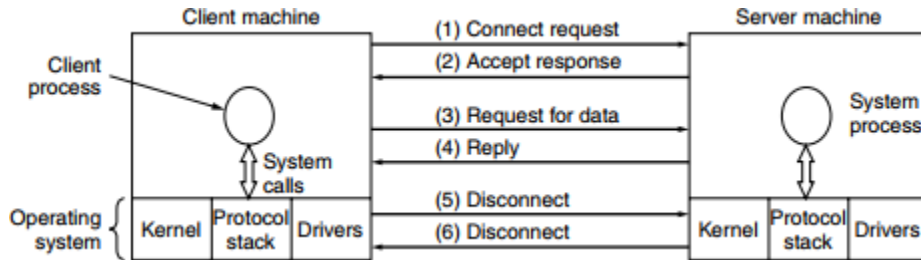 Client machine
Server machine
(1) Connect request
(2) Accept response
Client
process
(3) Request for data
System
process
(4) Reply
System
calls
(5) Disconnect
Operating
system
Kernel
Protocol
stack
Drivers
(6) Disconnect
Kernel
Protocol
stack
Drivers